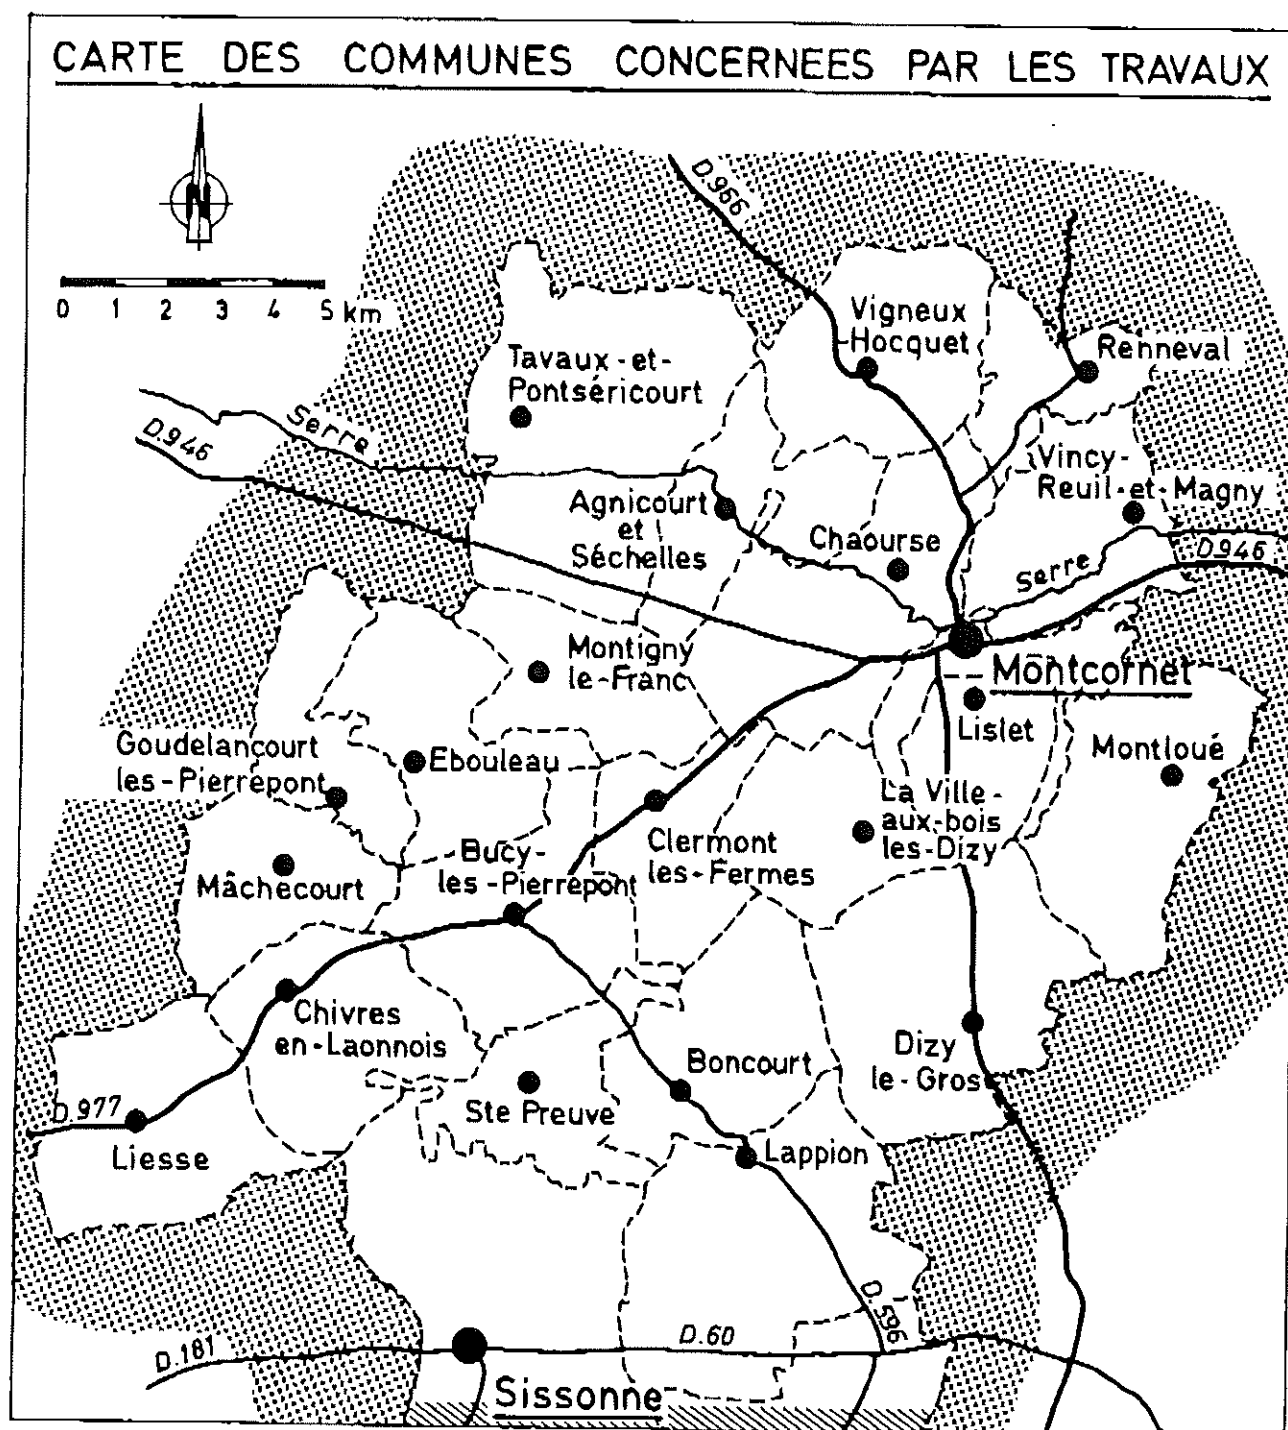 CARTE DES COMMUNES CONCERNEES PAR LES TRAVAUX
N
0 1 2 3 4 5 km
D.966
Vigneux
-Hocquet
Renneval
Tavaux-et-
Pontséricourt
Serre
D.946
Vincy-
Reuil-et-Magny
Agnicourt
et
Séchelles
Chaourse
D946
Serre
Montigny
le-Franc
Montcornet
Lislet
Montloué
Goudelancourt
les-Pierrepont
Ebouleau
La Ville-
aux-bois
les-Dizy
Clermont
les-Fermes
Bucy-
les-Pierrepont
Mâchecourt
Chivres
en-Laonnois
Boncourt
Dizy
le-Gros
Ste Preuve
D.977
Liesse
Lappion
D.596
D.181
D.60
Sissonne